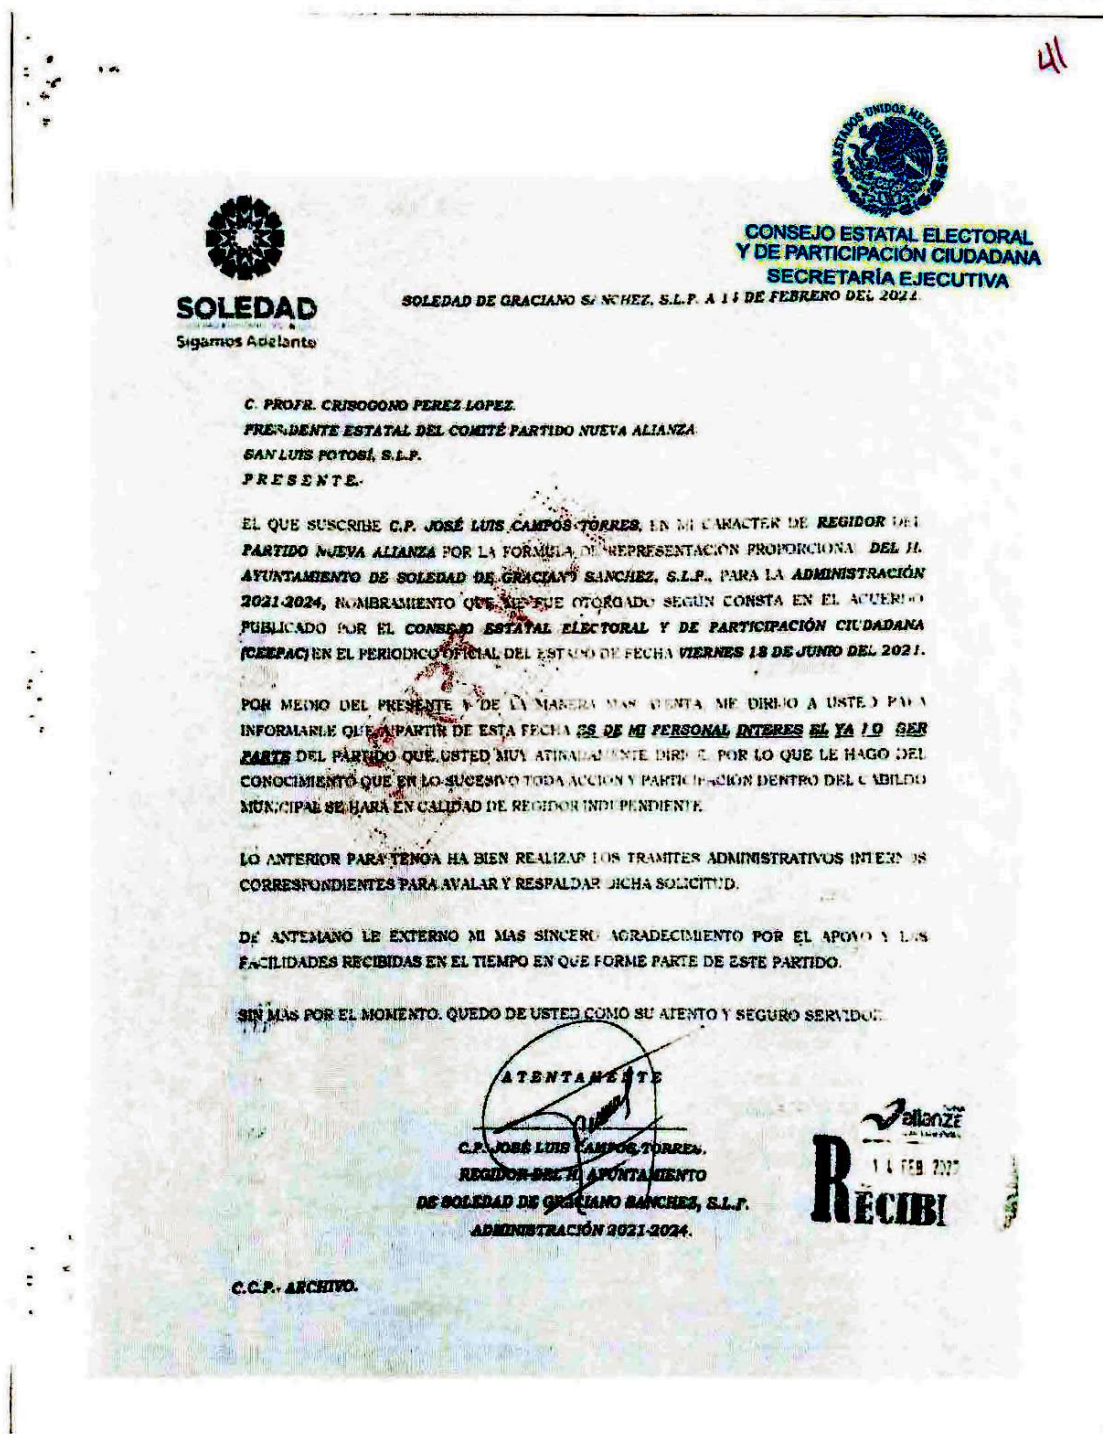 41
ESTADOS UNIDOS MEXICANOS
CONSEJO ESTATAL ELECTORAL
Y DE PARTICIPACIÓN CIUDADANA
SECRETARÍA EJECUTIVA
SOLEDAD
Sigamos Adelante
SOLEDAD DE GRACIANO SANCHEZ, S.L.P. A 14 DE FEBRERO DEL 2022.
C. PROFR. CRISOGONO PEREZ LOPEZ.
PRESIDENTE ESTATAL DEL COMITÉ PARTIDO NUEVA ALIANZA
SAN LUIS POTOSÍ, S.L.P.
P R E S E N T E.-
EL QUE SUSCRIBE C.P. JOSÉ LUIS CAMPOS TORRES, EN MI CARACTER DE REGIDOR DEL
PARTIDO NUEVA ALIANZA POR LA FORMULA DE REPRESENTACIÓN PROPORCIONAL DEL H.
AYUNTAMIENTO DE SOLEDAD DE GRACIANO SANCHEZ, S.L.P., PARA LA ADMINISTRACIÓN
2021-2024, NOMBRAMIENTO QUE ME FUE OTORGADO SEGÚN CONSTA EN EL ACUERDO
PUBLICADO POR EL CONSEJO ESTATAL ELECTORAL Y DE PARTICIPACIÓN CIUDADANA
(CEEPAC) EN EL PERIODICO OFICIAL DEL ESTADO DE FECHA VIERNES 18 DE JUNIO DEL 2021.
POR MEDIO DEL PRESENTE Y DE LA MANERA MAS ATENTA, ME DIRIJO A USTED PARA
INFORMARLE QUE A PARTIR DE ESTA FECHA ES DE MI PERSONAL INTERES EL YA NO SER
PARTE DEL PARTIDO QUE USTED MUY ATINADAMENTE DIRIGE, POR LO QUE LE HAGO DEL
CONOCIMIENTO QUE EN LO SUCESIVO TODA ACCION Y PARTICIPACIÓN DENTRO DEL CABILDO
MUNICIPAL SE HARÁ EN CALIDAD DE REGIDOR INDEPENDIENTE.
LO ANTERIOR PARA TENGA HA BIEN REALIZAR LOS TRAMITES ADMINISTRATIVOS INTERNOS
CORRESPONDIENTES PARA AVALAR Y RESPALDAR DICHA SOLICITUD.
DE ANTEMANO LE EXTERNO MI MAS SINCERO AGRADECIMIENTO POR EL APOYO Y LAS
FACILIDADES RECIBIDAS EN EL TIEMPO EN QUE FORME PARTE DE ESTE PARTIDO.
SIN MÁS POR EL MOMENTO, QUEDO DE USTED COMO SU ATENTO Y SEGURO SERVIDOR.
A T E N T A M E N T E
C.P. JOSÉ LUIS CAMPOS TORRES.
REGIDOR DEL H. AYUNTAMIENTO
DE SOLEDAD DE GRACIANO SANCHEZ, S.L.P.
ADMINISTRACIÓN 2021-2024.
alianza
14 FEB 2022
RECIBI
C.C.P.- ARCHIVO.